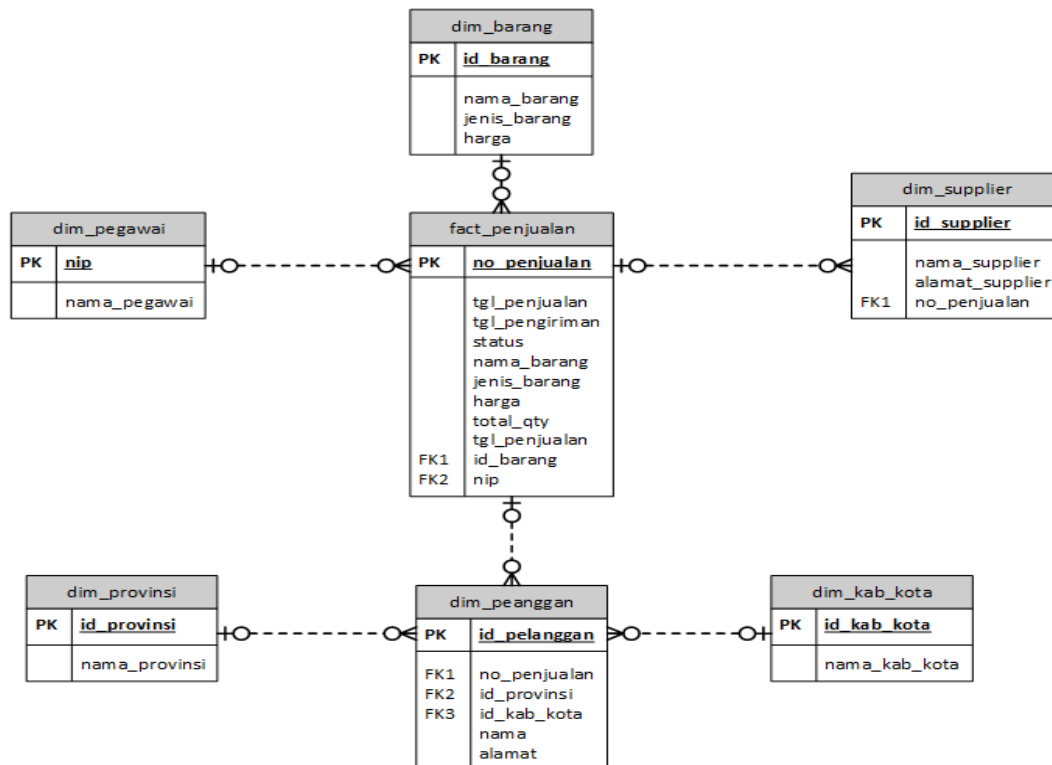 dim_barang
PK id_barang
nama_barang
jenis_barang
harga
dim_pegawai
PK nip
nama_pegawai
fact_penjualan
PK no_penjualan
tgl_penjualan
tgl_pengiriman
status
nama_barang
jenis_barang
harga
total_qty
tgl_penjualan
FK1 id_barang
FK2 nip
dim_supplier
PK id_supplier
nama_supplier
alamat_supplier
FK1 no_penjualan
dim_provinsi
PK id_provinsi
nama_provinsi
dim_peanggan
PK id_pelanggan
FK1 no_penjualan
FK2 id_provinsi
FK3 id_kab_kota
nama
alamat
dim_kab_kota
PK id_kab_kota
nama_kab_kota